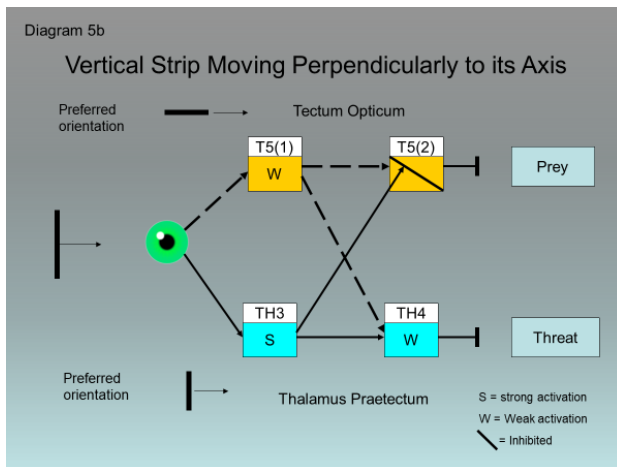 Diagram 5b
Vertical Strip Moving Perpendicularly to its Axis
Preferred
orientation
Tectum Opticum
T5(1)
W
T5(2)
Prey
TH3
S
TH4
W
Threat
Preferred
orientation
Thalamus Praetectum
S = strong activation
W = Weak activation
= Inhibited